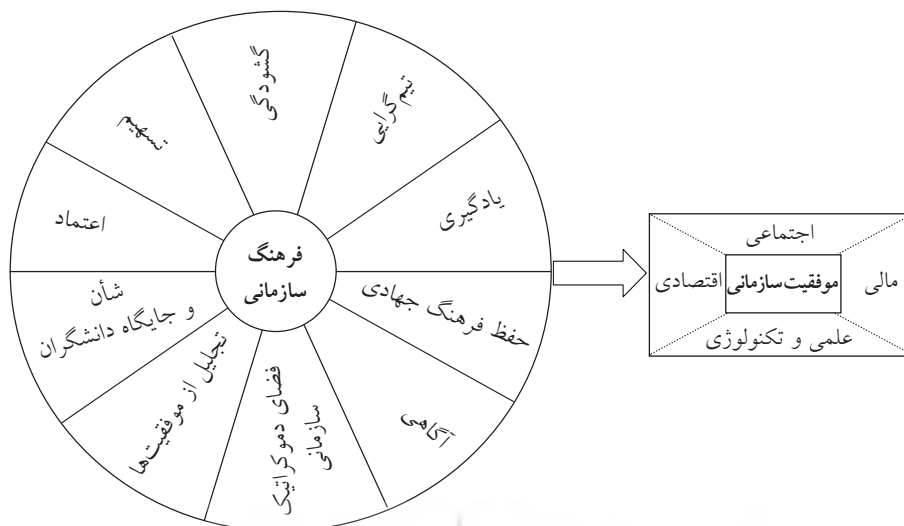 گشودگی
تیم‌گرایی
یادگیری
حفظ فرهنگ جهادی
آگاهی
فضای دموکراتیک
سازمانی
تجلیل از موفقیت‌ها
شأن
و جایگاه دانشگران
اعتماد
تسهیم
فرهنگ
سازمانی
اجتماعی
مالی
موفقیت سازمانی
اقتصادی
علمی و تکنولوژی